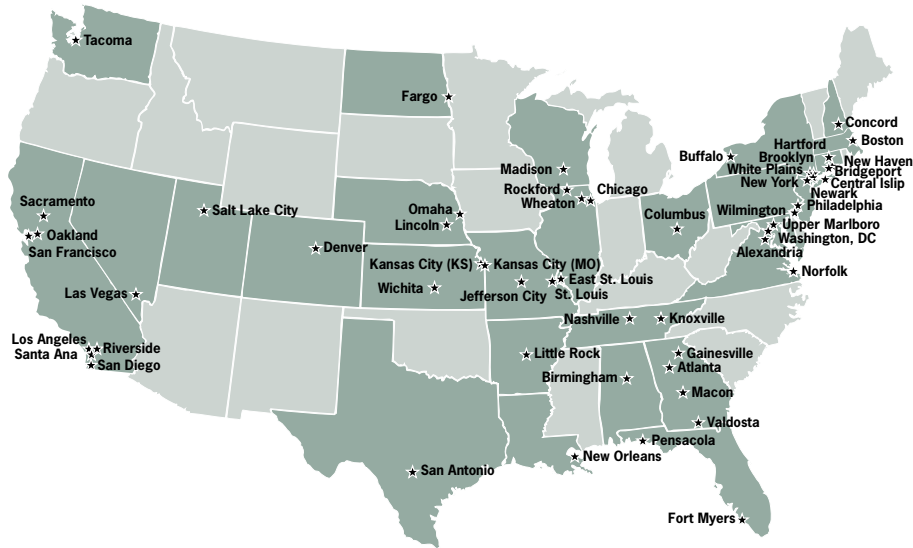 Tacoma
Fargo
Concord
Boston
Hartford
Buffalo
Brooklyn
New Haven
Madison
White Plains
Bridgeport
New York
Central Islip
Rockford
Chicago
Newark
Wheaton
Sacramento
Salt Lake City
Omaha
Columbus
Wilmington
Philadelphia
Lincoln
Upper Marlboro
Oakland
Washington, DC
San Francisco
Denver
Alexandria
Kansas City (KS)
Kansas City (MO)
Norfolk
East St. Louis
Wichita
Las Vegas
Jefferson City
St. Louis
Nashville
Knoxville
Los Angeles
Riverside
Santa Ana
Little Rock
Gainesville
San Diego
Atlanta
Birmingham
Macon
Valdosta
Pensacola
New Orleans
San Antonio
Fort Myers